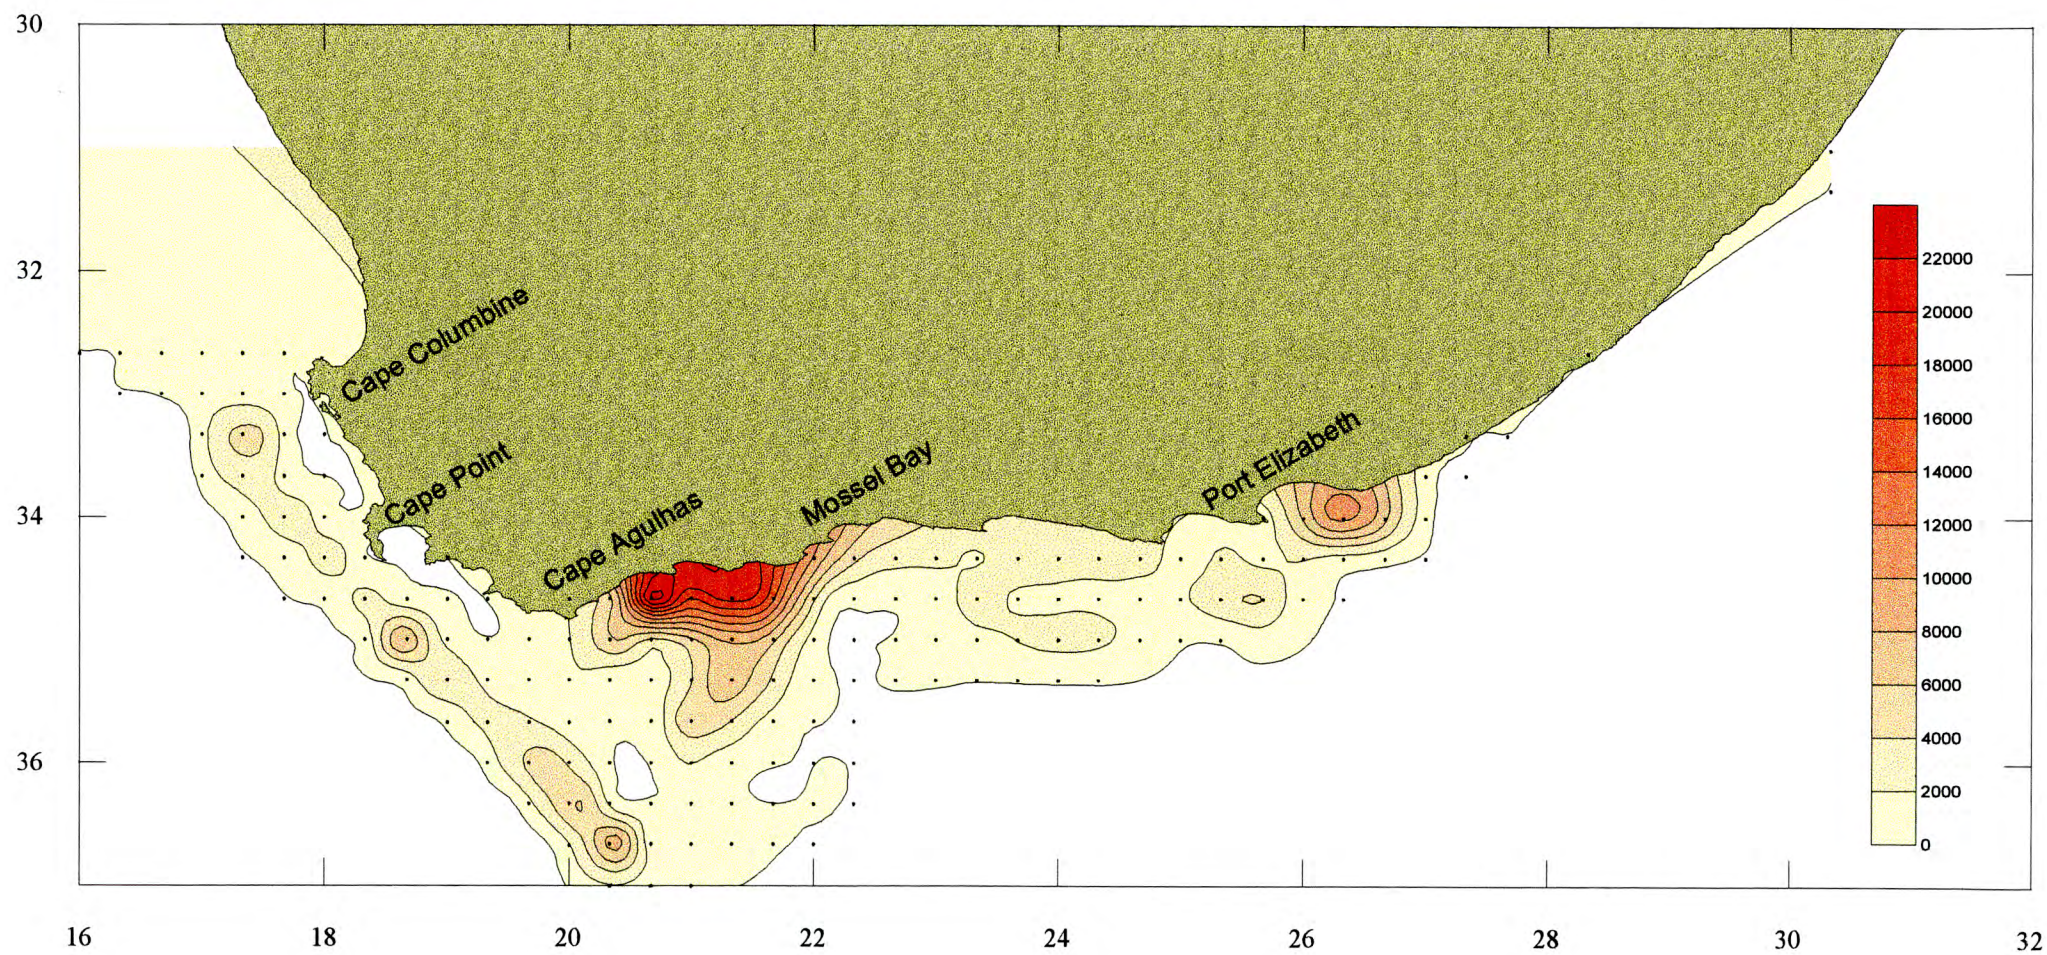 30
32
34
36
Cape Columbine
Cape Point
Cape Agulhas
Mossel Bay
Port Elizabeth
22000
20000
18000
16000
14000
12000
10000
8000
6000
4000
2000
0
16 18 20 22 24 26 28 30 32